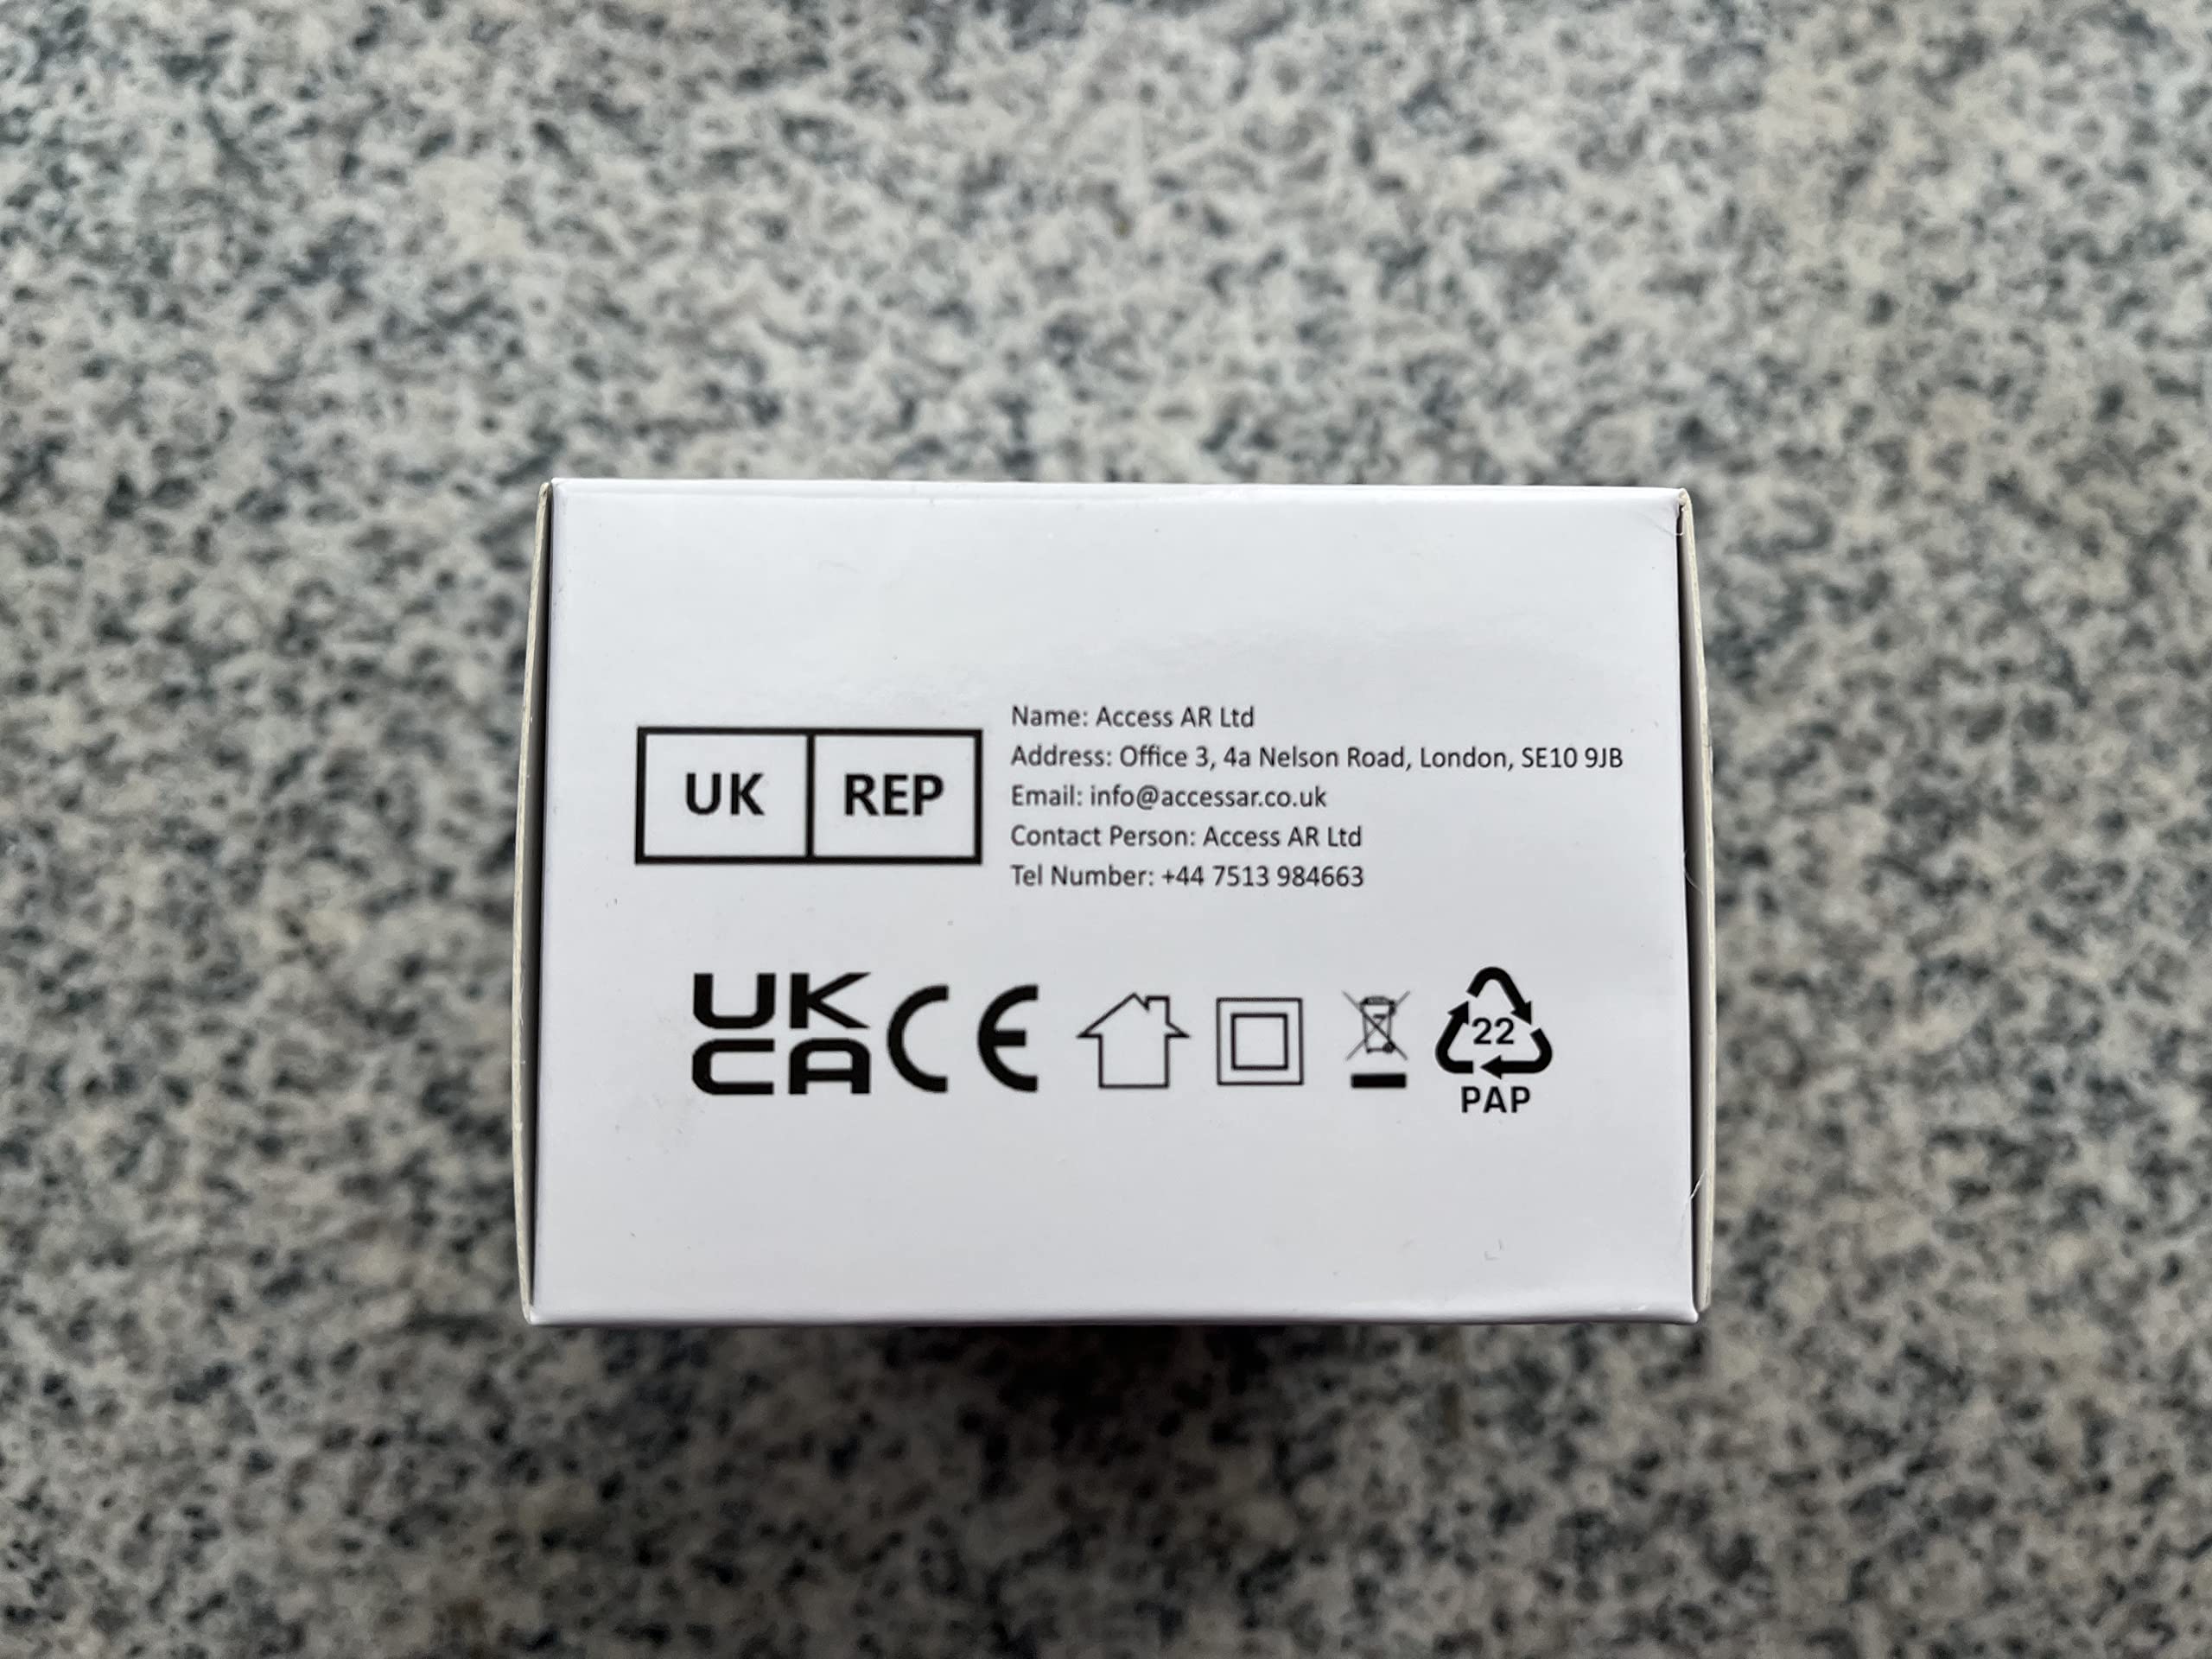 UK REP
Name: Access AR Ltd
Address: Office 3, 4a Nelson Road, London, SE10 9JB
Email: info@accessar.co.uk
Contact Person: Access AR Ltd
Tel Number: +44 7513 984663
UK
CA
CE
22
PAP